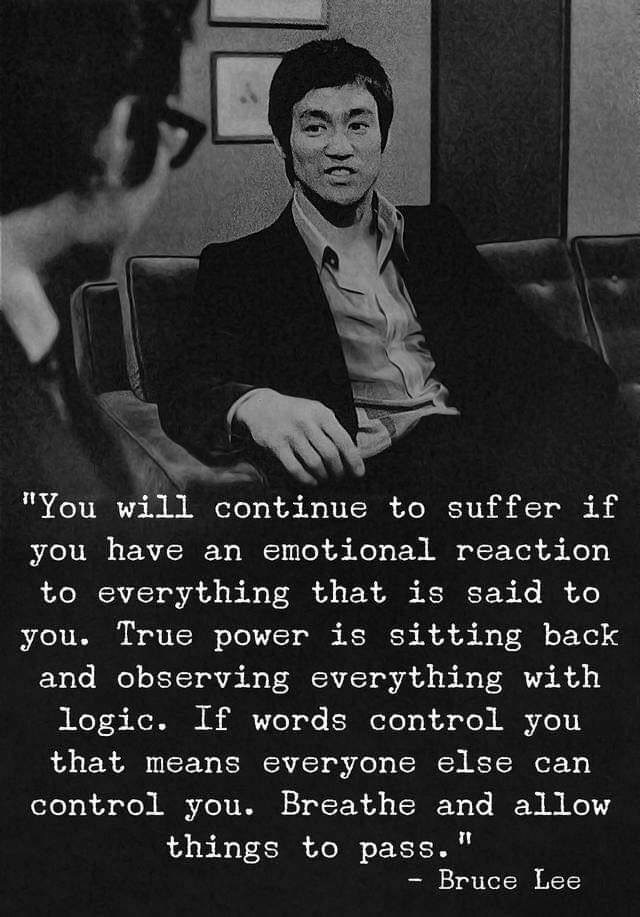 "You will continue to suffer if
you have an emotional reaction
to everything that is said to
you. True power is sitting back
and observing everything with
logic. If words control you
that means everyone else can
control you. Breathe and allow
things to pass."
- Bruce Lee